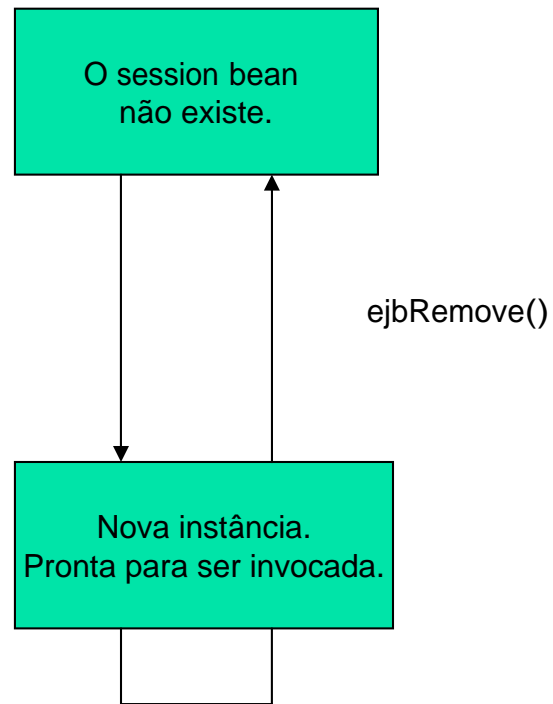 O session bean
não existe.
ejbRemove()
Nova instância.
Pronta para ser invocada.